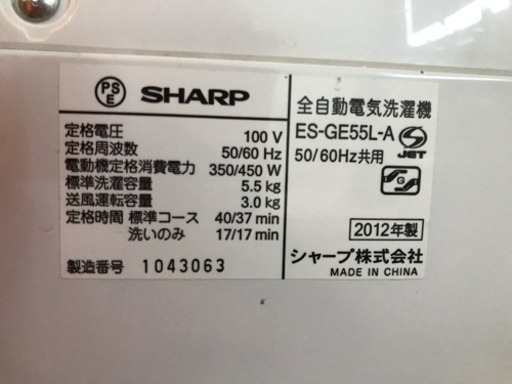 PS
E
SHARP
定格電圧 100 V
定格周波数 50/60 Hz
電動機定格消費電力 350/450 W
標準洗濯容量 5.5 kg
送風運転容量 3.0 kg
定格時間 標準コース 40/37 min
洗いのみ 17/17 min
製造番号 1043063
全自動電気洗濯機
ES-GE55L-A
S
JET
50/60Hz共用
S
G
2012年製
シャープ株式会社
MADE IN CHINA